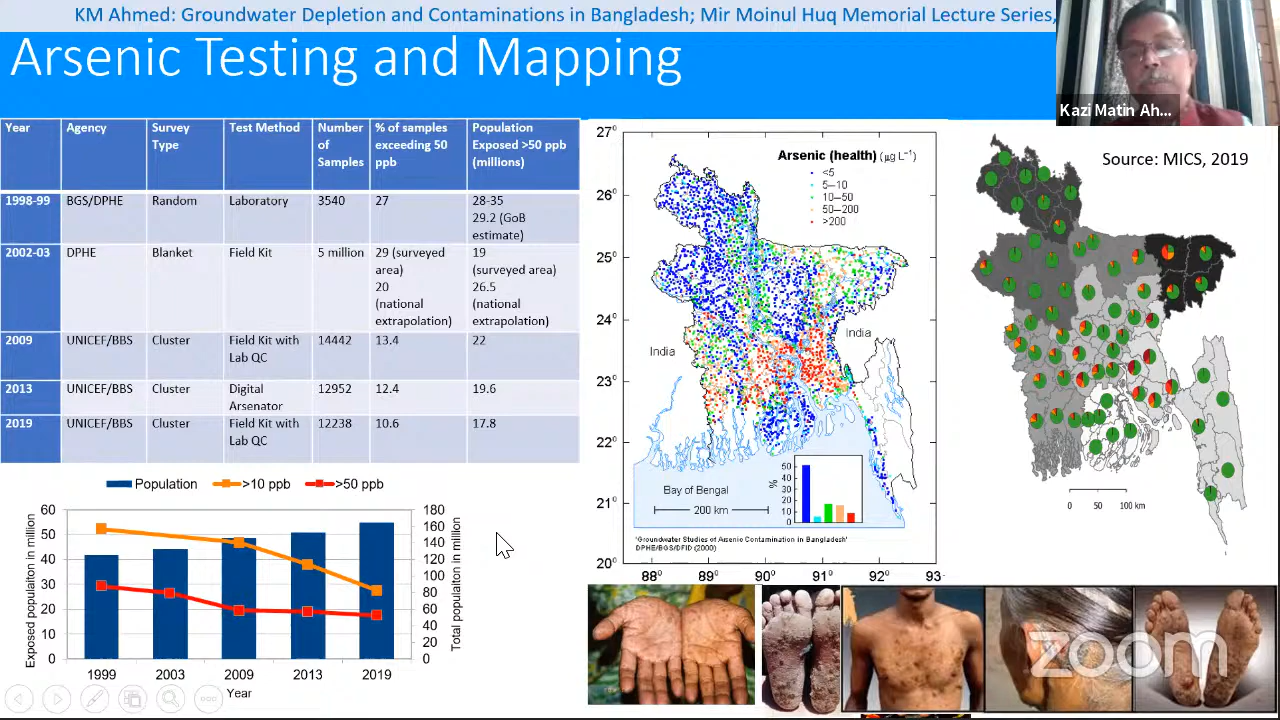 KM Ahmed: Groundwater Depletion and Contaminations in Bangladesh; Mir Moinul Huq Memorial Lecture Series,
Arsenic Testing and Mapping
Kazi Matin Ah...
Year Agency Survey Type Test Method Number of Samples % of samples exceeding 50 ppb Population Exposed >50 ppb (millions)
1998-99 BGS/DPHE Random Laboratory 3540 27 28-35 29.2 (GoB estimate)
2002-03 DPHE Blanket Field Kit 5 million 29 (surveyed area) 20 (national extrapolation) 19 (surveyed area) 26.5 (national extrapolation)
2009 UNICEF/BBS Cluster Field Kit with Lab QC 14442 13.4 22
2013 UNICEF/BBS Cluster Digital Arsenator 12952 12.4 19.6
2019 UNICEF/BBS Cluster Field Kit with Lab QC 12238 10.6 17.8
Population >10 ppb >50 ppb
Exposed populaiton in million
60
50
40
30
20
10
0
180
160
140
120
100
80
60
40
20
0
Total populaiton in million
1999 2003 2009 2013 2019
Year
27°
26°
25°
24°
23°
22°
21°
20°
88° 89° 90° 91° 92° 93°
Arsenic (health) (µg L⁻¹)
<5
5–10
10–50
50–200
>200
India
India
Bay of Bengal
200 km
%
50
40
30
20
10
0
'Groundwater Studies of Arsenic Contamination in Bangladesh'
DPHE/BGS/DFID (2000)
Source: MICS, 2019
0 50 100 km
zoom